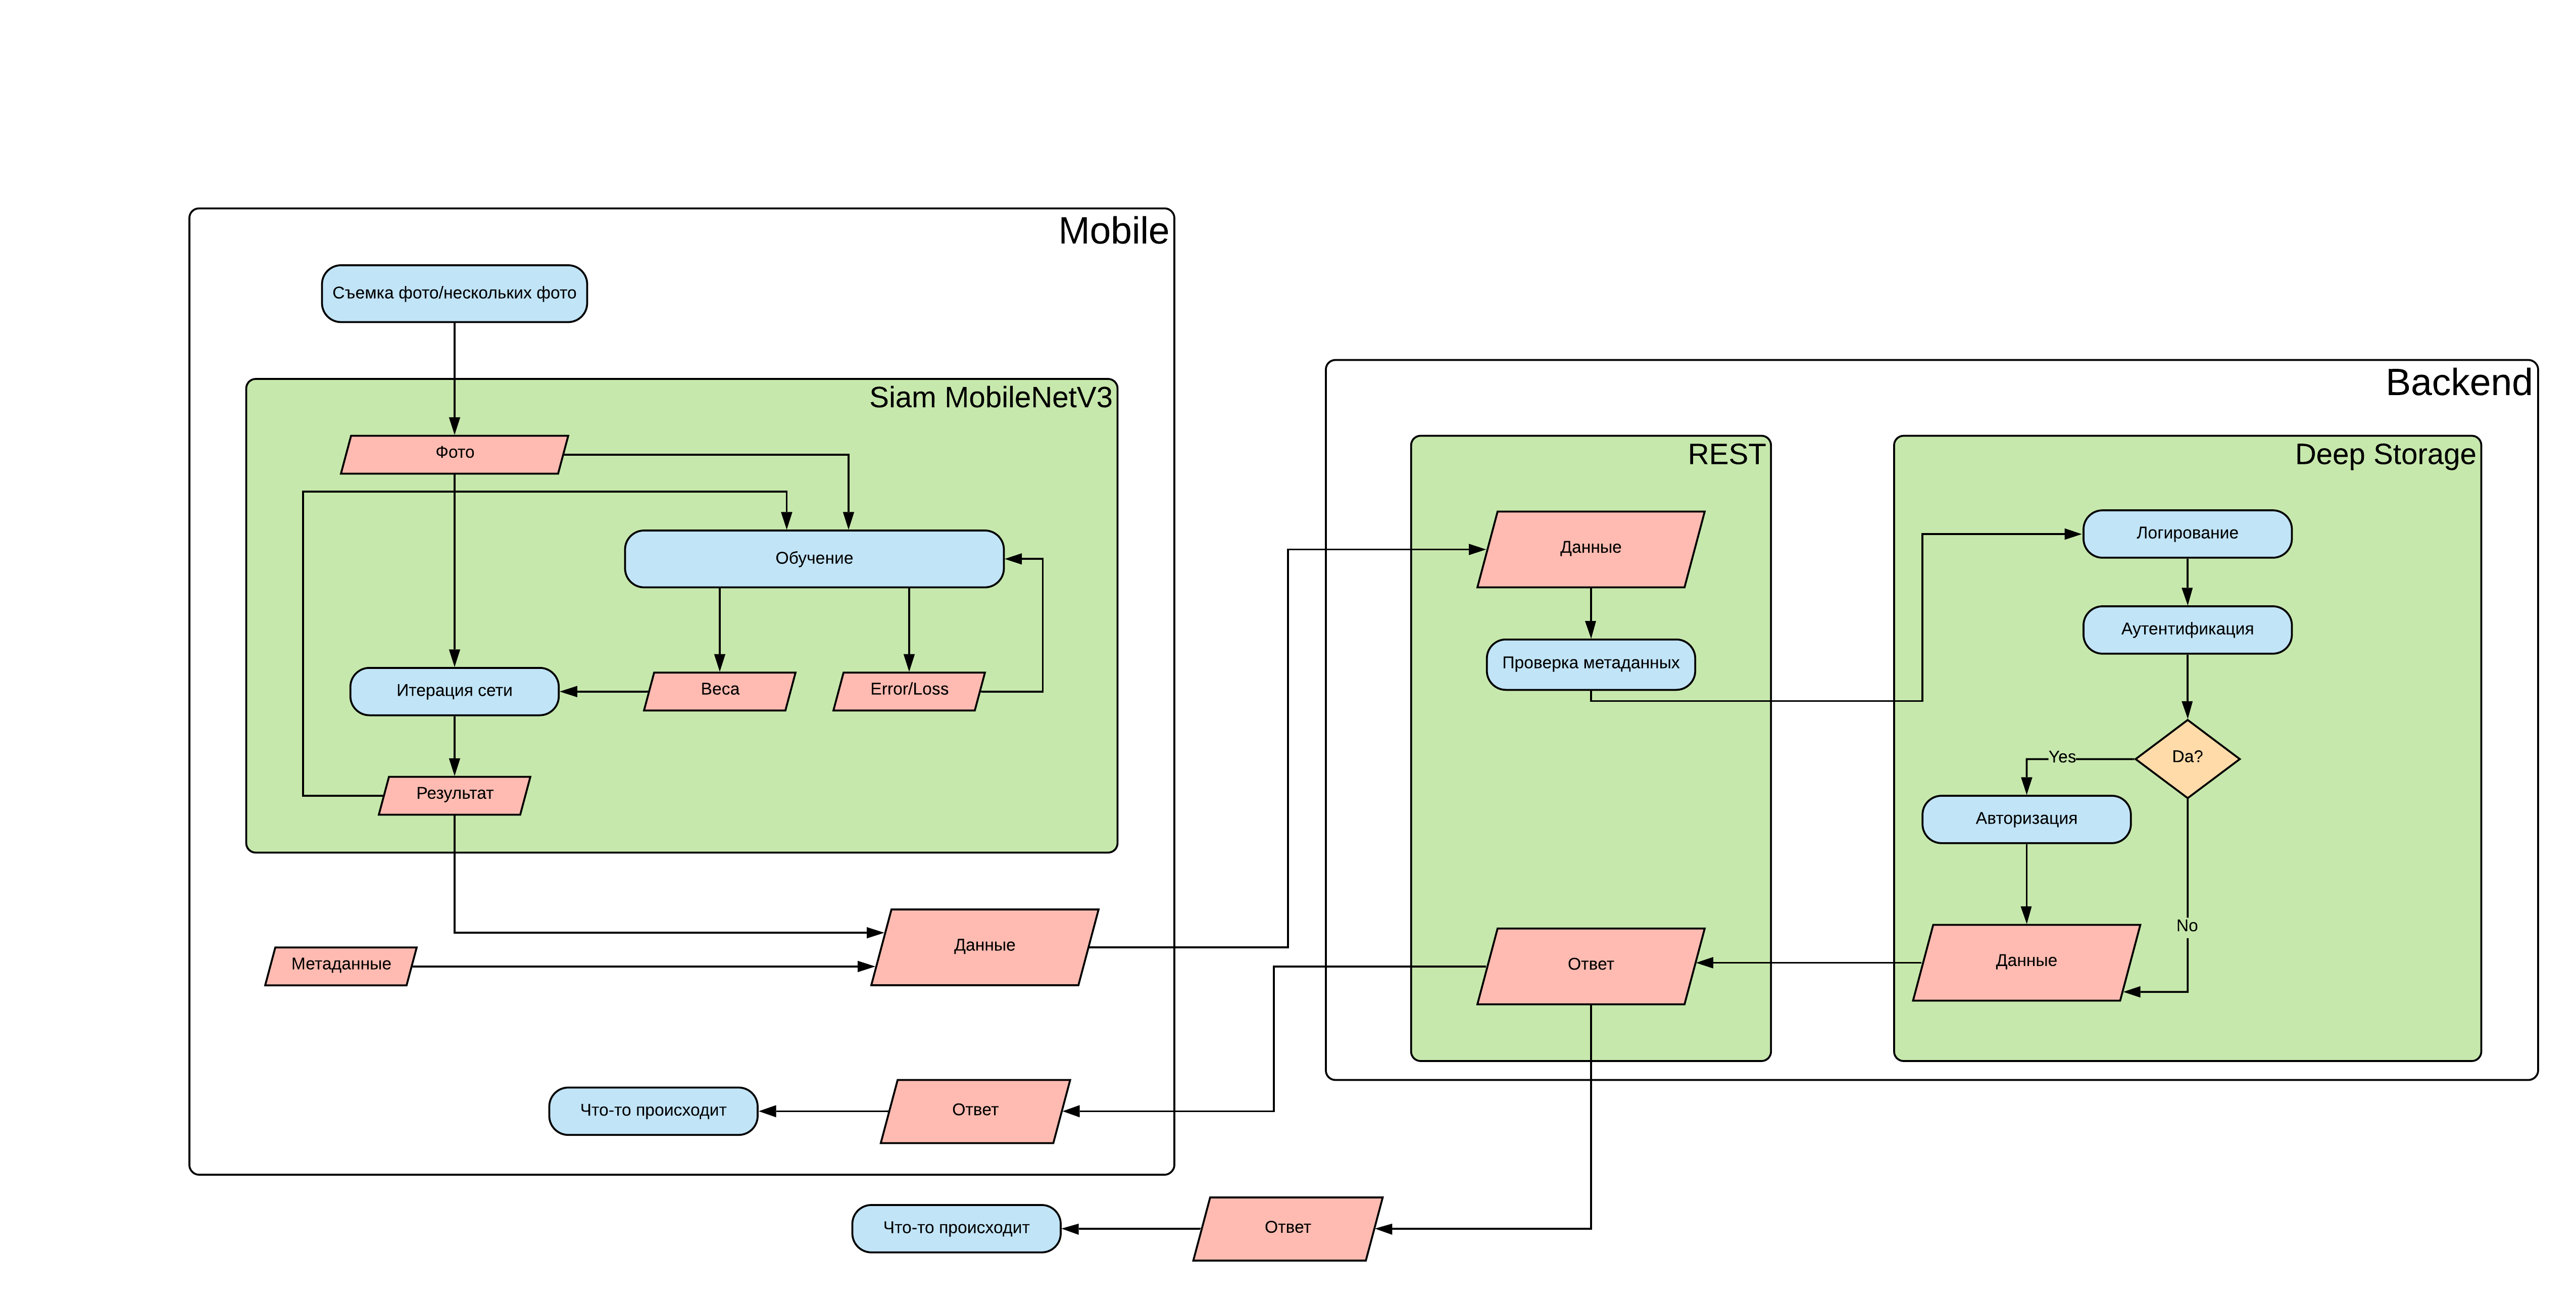 Mobile
Съемка фото/нескольких фото
Siam MobileNetV3
Фото
Обучение
Итерация сети
Веса
Error/Loss
Результат
Метаданные
Данные
Что-то происходит
Ответ
Backend
REST
Данные
Проверка метаданных
Ответ
Deep Storage
Логирование
Аутентификация
Da?
Yes
Авторизация
No
Данные
Что-то происходит
Ответ